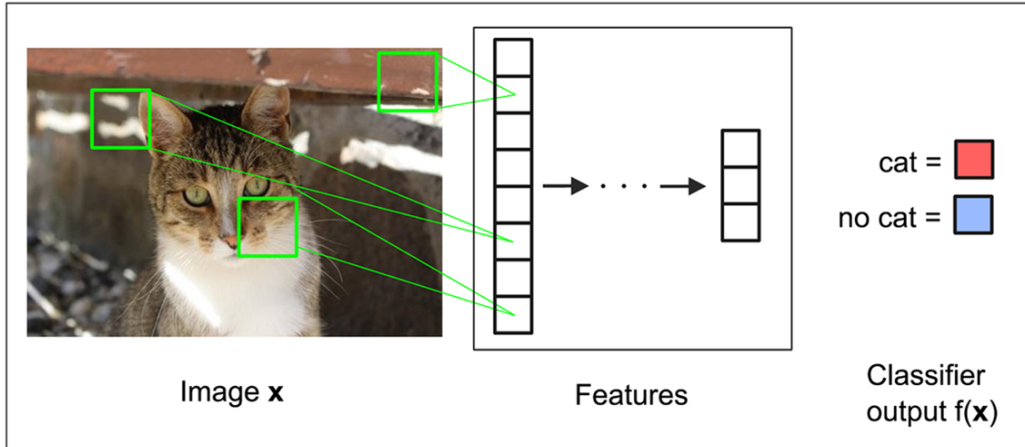 cat =
no cat =
Image x
Features
Classifier
output f(x)